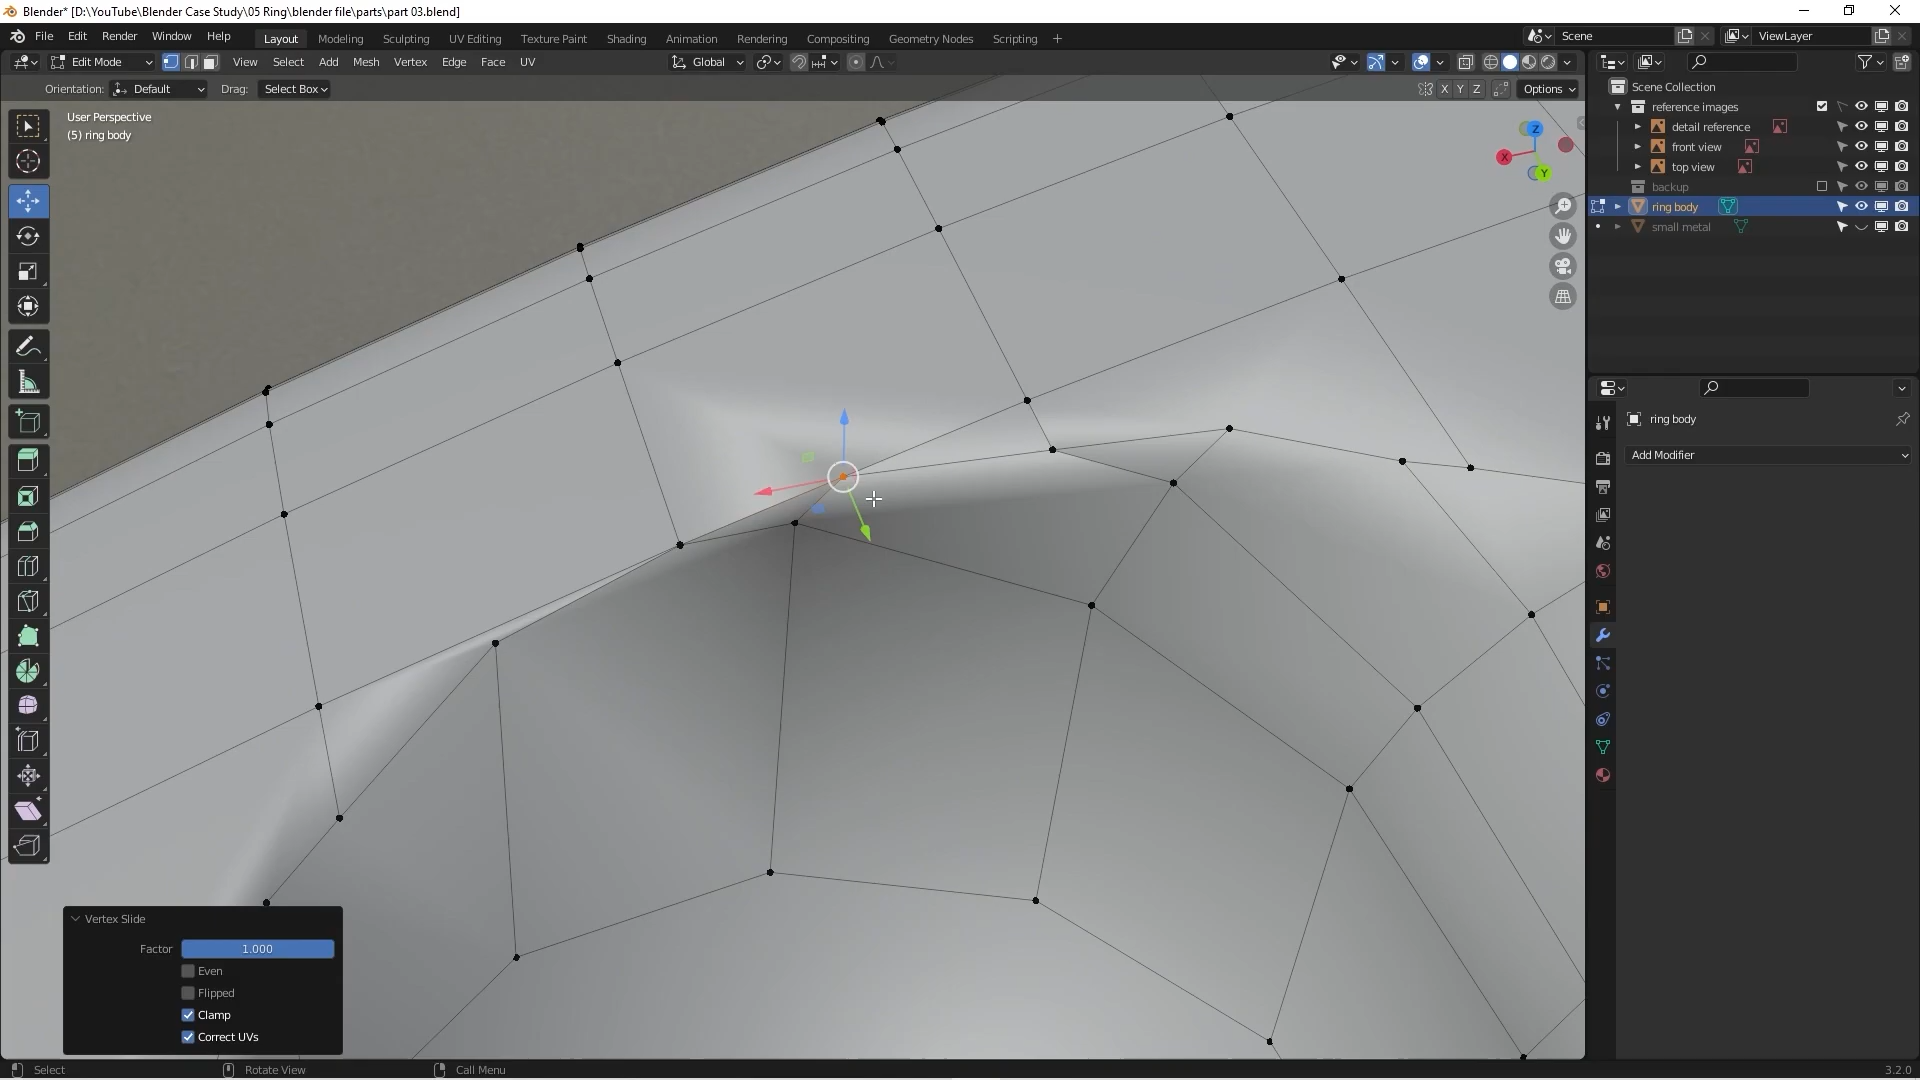 Blender* [D:\YouTube\Blender Case Study\05 Ring\blender file\parts\part 03.blend]
File Edit Render Window Help
Layout Modeling Sculpting UV Editing Texture Paint Shading Animation Rendering Compositing Geometry Nodes Scripting +
Scene
ViewLayer
Edit Mode View Select Add Mesh Vertex Edge Face UV
Global
Orientation: Default Drag: Select Box
X Y Z Options
User Perspective
(5) ring body
Z
X
Y
Scene Collection
reference images
detail reference
front view
top view
backup
ring body
small metal
ring body
Add Modifier
Vertex Slide
Factor 1.000
Even
Flipped
Clamp
Correct UVs
Select Rotate View Call Menu
3.2.0